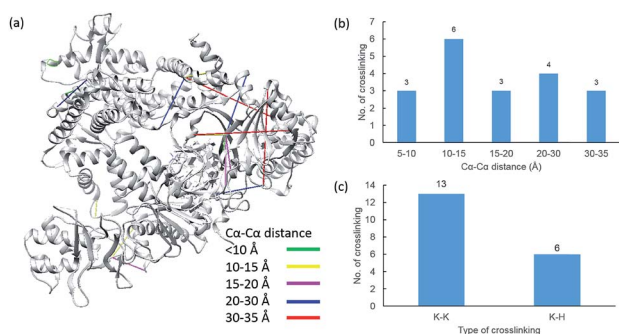 (a)
Cα-Cα distance
<10 Å
10-15 Å
15-20 Å
20-30 Å
30-35 Å
(b)
No. of crosslinking
7
6
5
4
3
2
1
0
3
6
3
4
3
5-10
10-15
15-20
20-30
30-35
Cα-Cα distance (Å)
(c)
No. of crosslinking
14
12
10
8
6
4
2
0
13
6
K-K
K-H
Type of crosslinking